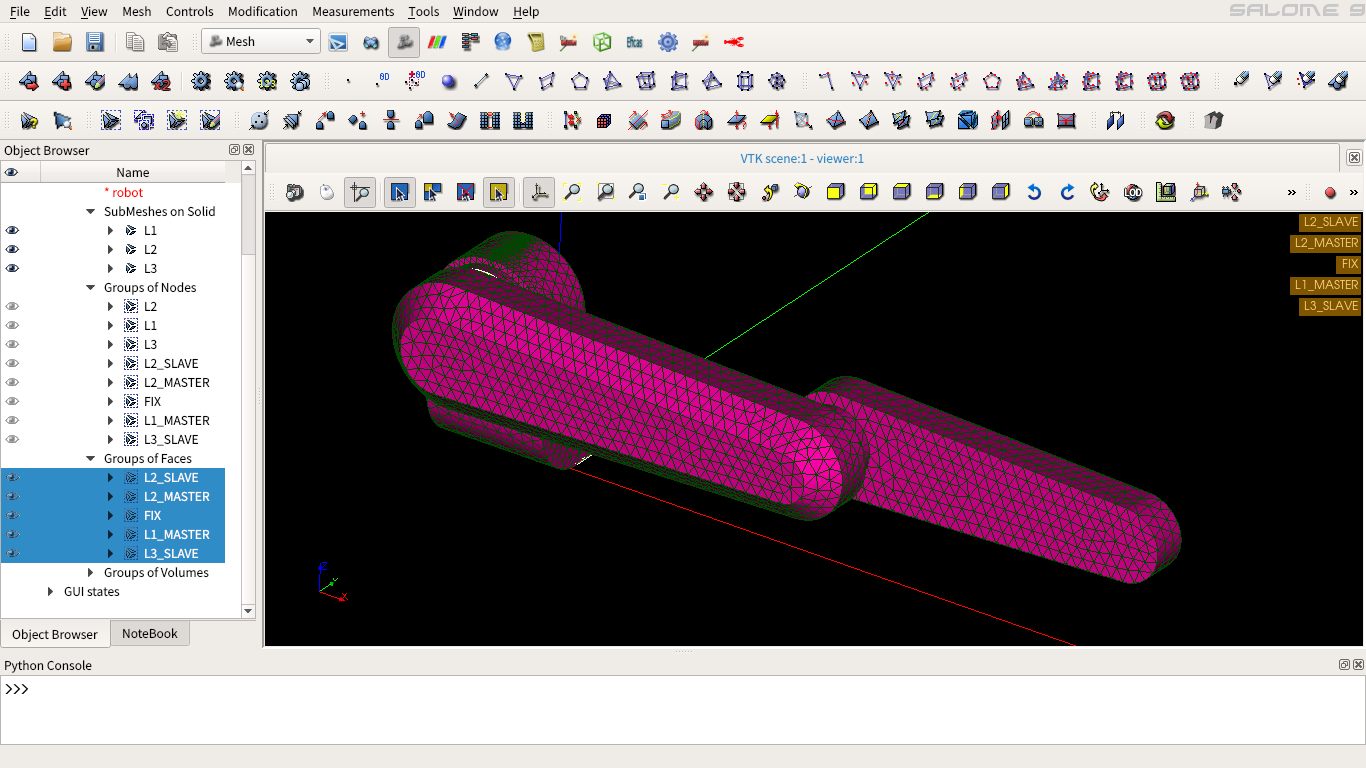 File Edit View Mesh Controls Modification Measurements Tools Window Help
SALOME 9
Mesh
Eficas
0D
0D
Object Browser
VTK scene:1 - viewer:1
Name
* robot
SubMeshes on Solid
L1
L2
L3
Groups of Nodes
L2
L1
L3
L2_SLAVE
L2_MASTER
FIX
L1_MASTER
L3_SLAVE
Groups of Faces
L2_SLAVE
L2_MASTER
FIX
L1_MASTER
L3_SLAVE
Groups of Volumes
GUI states
Object Browser
NoteBook
»
»
L2_SLAVE
L2_MASTER
FIX
L1_MASTER
L3_SLAVE
Z
Y
X
Python Console
>>>